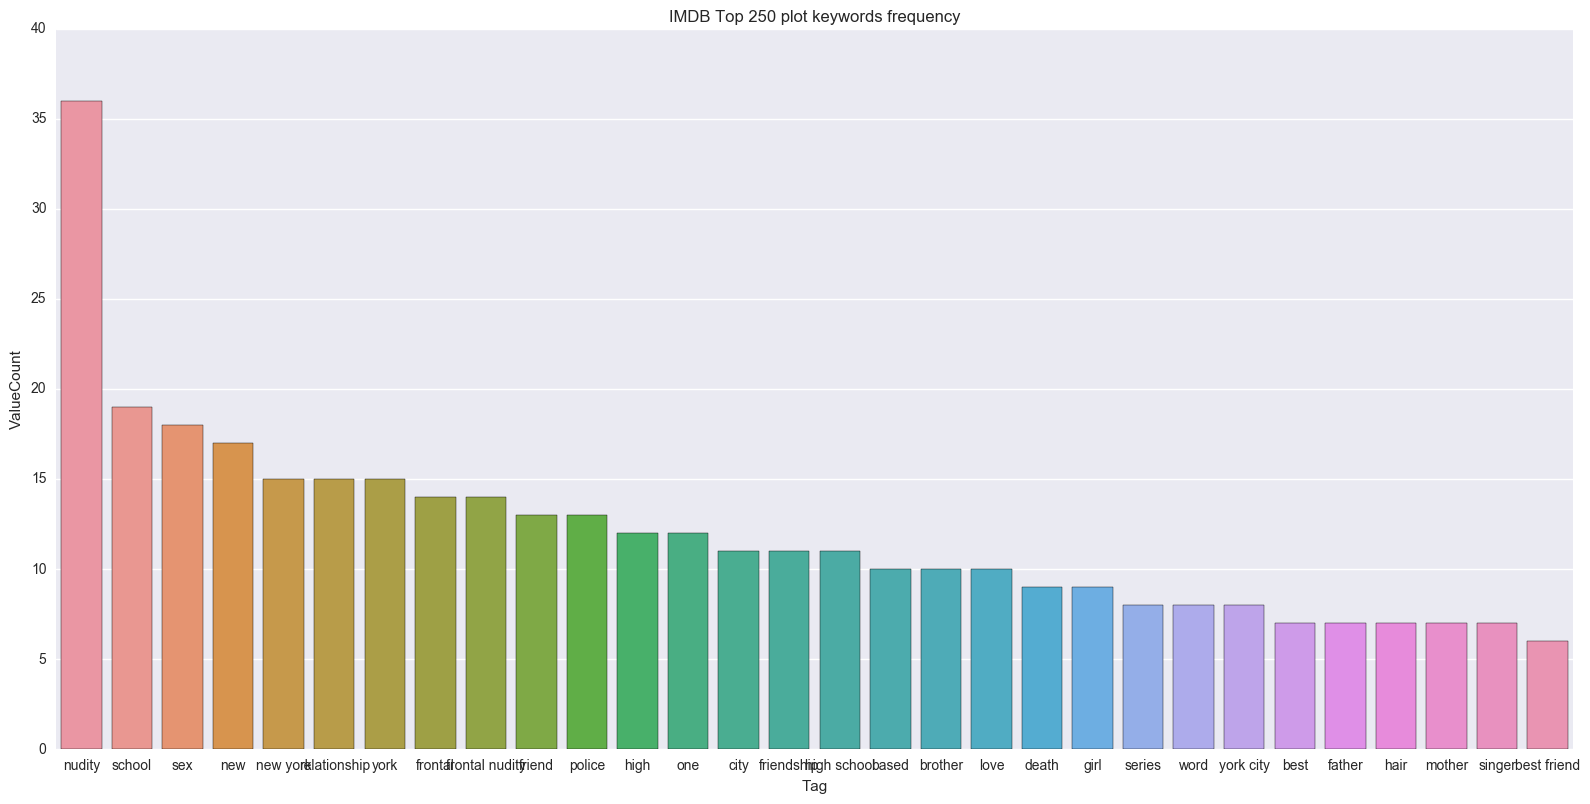 IMDB Top 250 plot keywords frequency
40
35
30
25
20
15
10
5
0
ValueCount
nudity school sex new new york relationship york frontal frontal nudity friend police high one city friendship high school based brother love death girl series word york city best father hair mother singer best friend
Tag